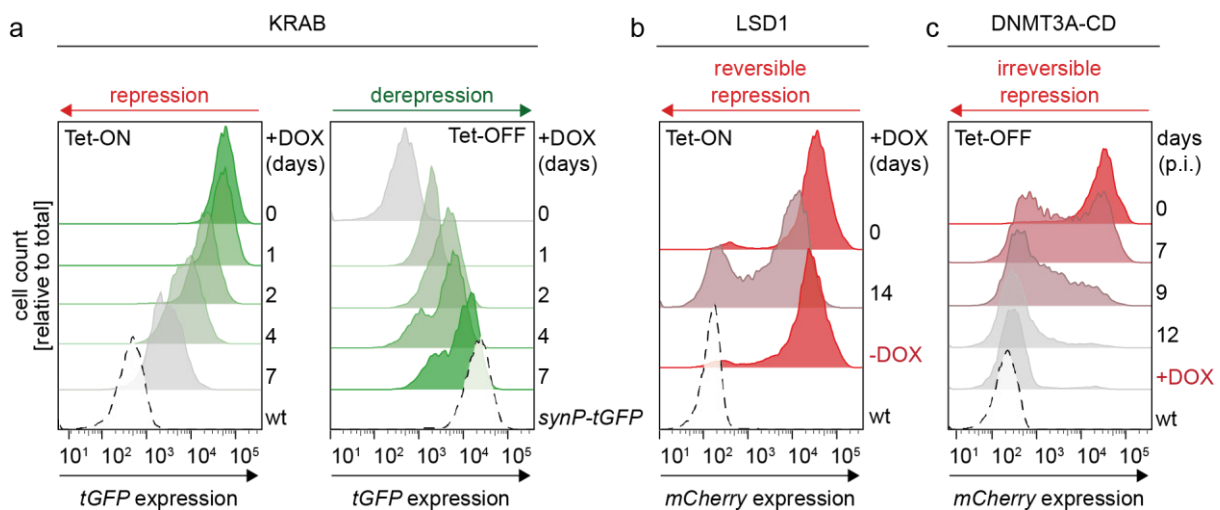 a
KRAB
repression
Tet-ON
+DOX
(days)
0
1
2
4
7
wt
cell count
[relative to total]
10¹ 10² 10³ 10⁴ 10⁵
tGFP expression
derepression
Tet-OFF
+DOX
(days)
0
1
2
4
7
synP-tGFP
10¹ 10² 10³ 10⁴ 10⁵
tGFP expression
b
LSD1
reversible
repression
Tet-ON
+DOX
(days)
0
14
-DOX
wt
10¹ 10² 10³ 10⁴ 10⁵
mCherry expression
c
DNMT3A-CD
irreversible
repression
Tet-OFF
days
(p.i.)
0
7
9
12
+DOX
wt
10¹ 10² 10³ 10⁴ 10⁵
mCherry expression